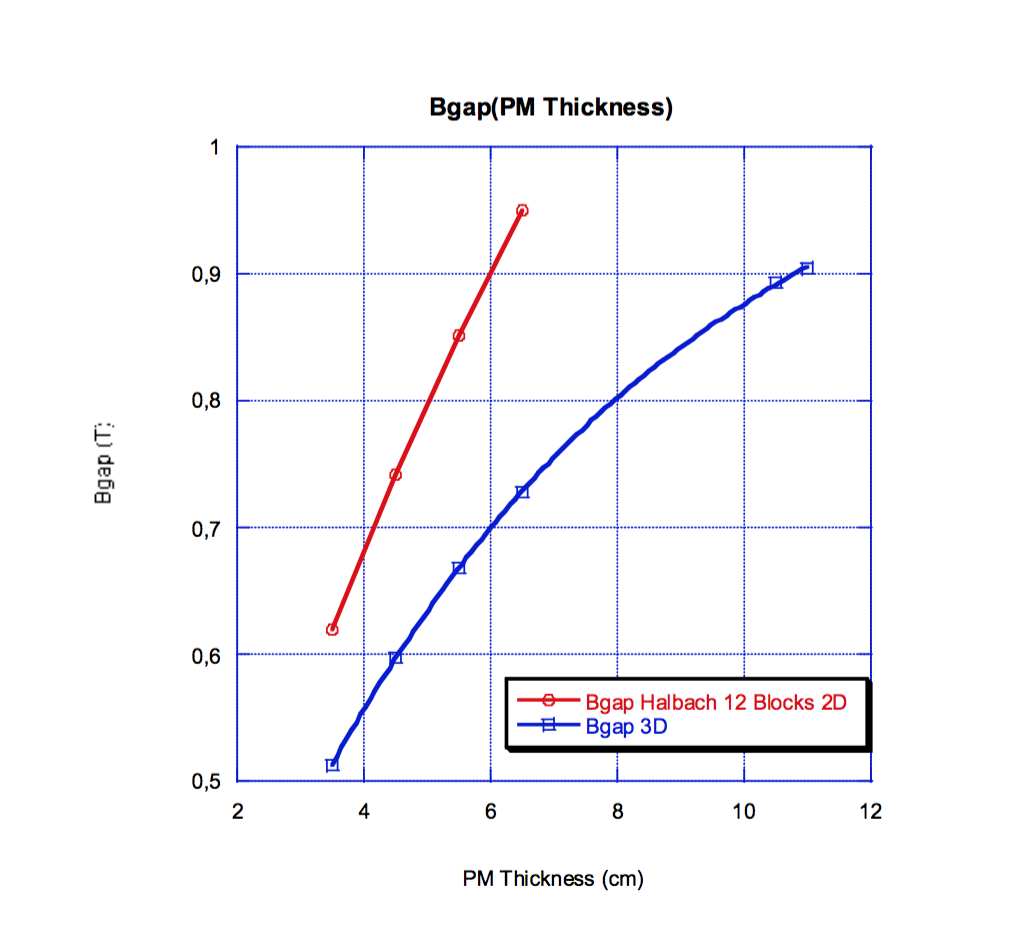 Bgap(PM Thickness)
1
0,9
0,8
0,7
0,6
0,5
Bgap (T)
Bgap Halbach 12 Blocks 2D
Bgap 3D
2 4 6 8 10 12
PM Thickness (cm)